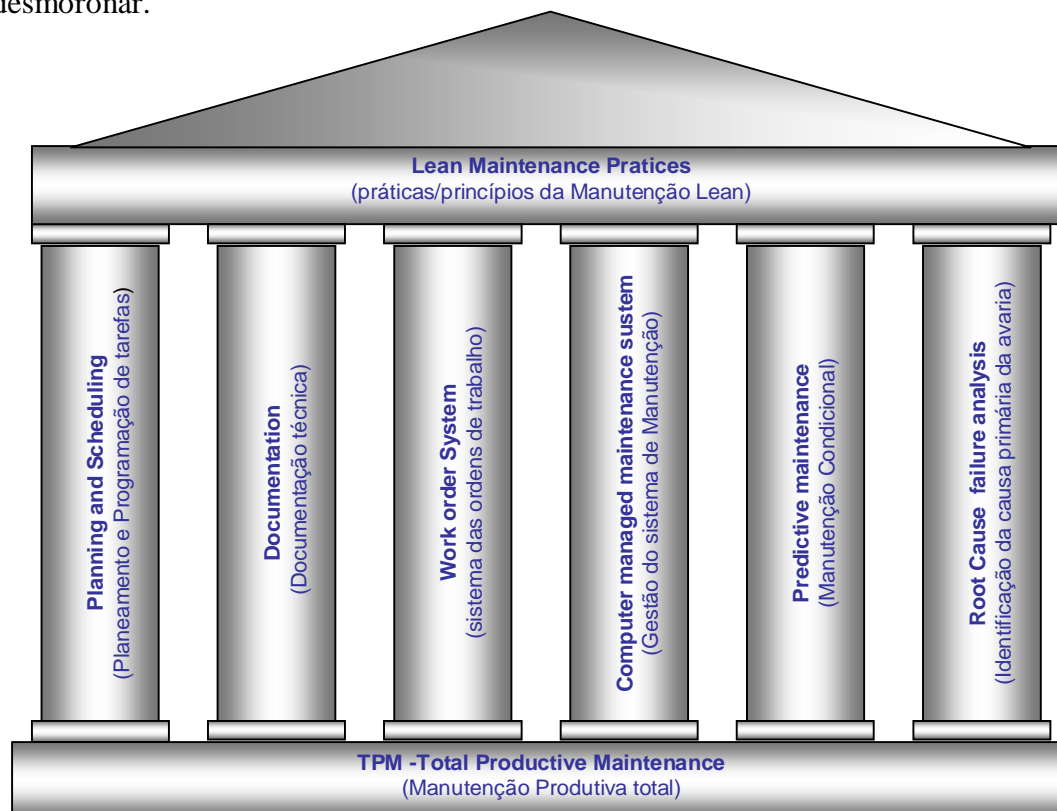 desmoronar.
Lean Maintenance Pratices
(práticas/princípios da Manutenção Lean)
Planning and Scheduling
(Planeamento e Programação de tarefas)
Documentation
(Documentação técnica)
Work order System
(sistema das ordens de trabalho)
Computer managed maintenance sustem
(Gestão do sistema de Manutenção)
Predictive maintenance
(Manutenção Condicional)
Root Cause failure analysis
(Identificação da causa primária da avaria)
TPM -Total Productive Maintenance
(Manutenção Produtiva total)